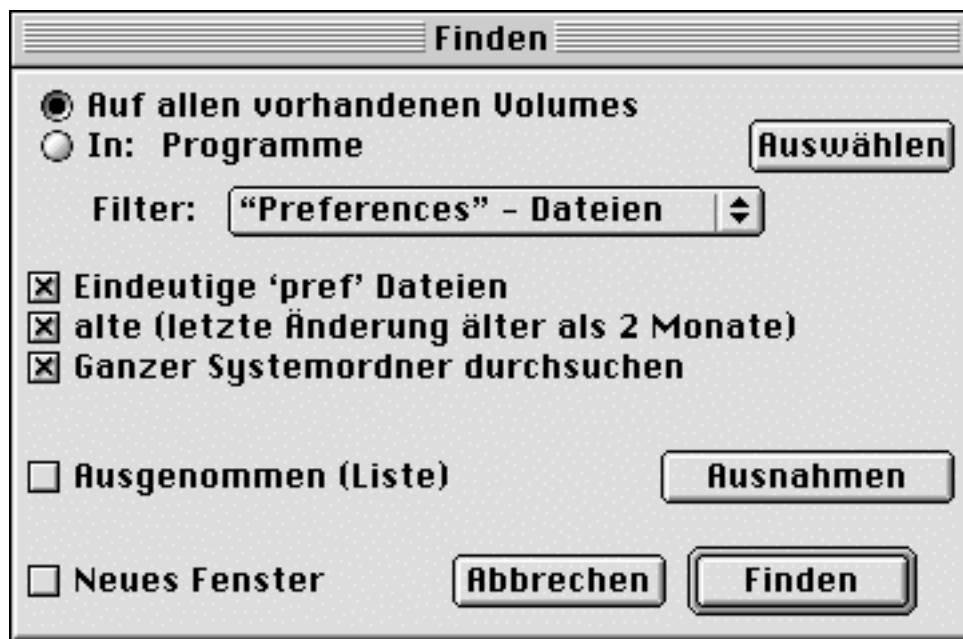 Finden
Auf allen vorhandenen Volumes
In: Programme
Auswählen
Filter: “Preferences” - Dateien
Eindeutige ‘pref’ Dateien
alte (letzte Änderung älter als 2 Monate)
Ganzer Systemordner durchsuchen
Ausgenommen (Liste)
Ausnahmen
Neues Fenster
Abbrechen
Finden